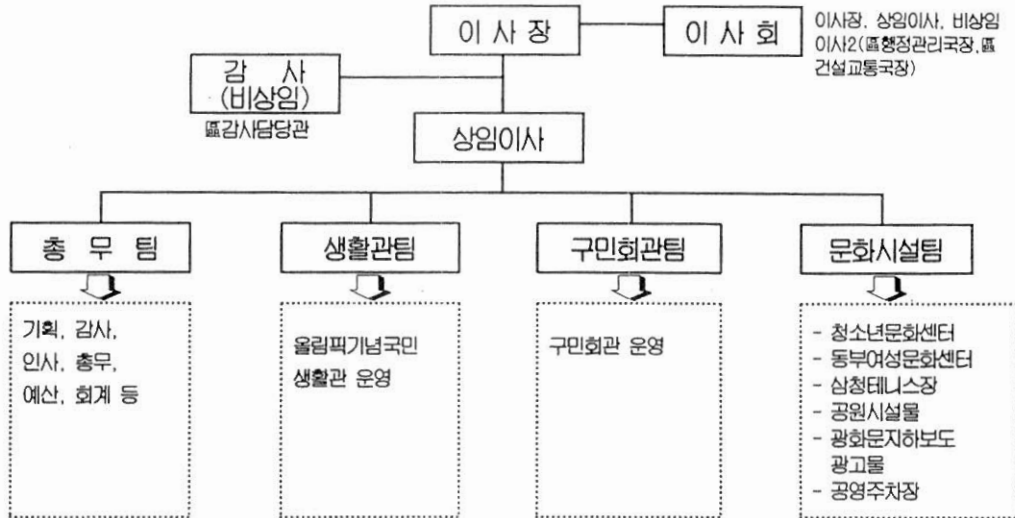 이 사 장
이 사 회
이사장, 상임이사, 비상임
이사2(區행정관리국장,區
건설교통국장)
감 사
(비상임)
區감사담당관
상임이사
총 무 팀
생활관팀
구민회관팀
문화시설팀
기획, 감사,
인사, 총무,
예산, 회계 등
올림픽기념국민
생활관 운영
구민회관 운영
- 청소년문화센터
- 동부여성문화센터
- 삼청테니스장
- 공원시설물
- 광화문지하보도
광고물
- 공영주차장